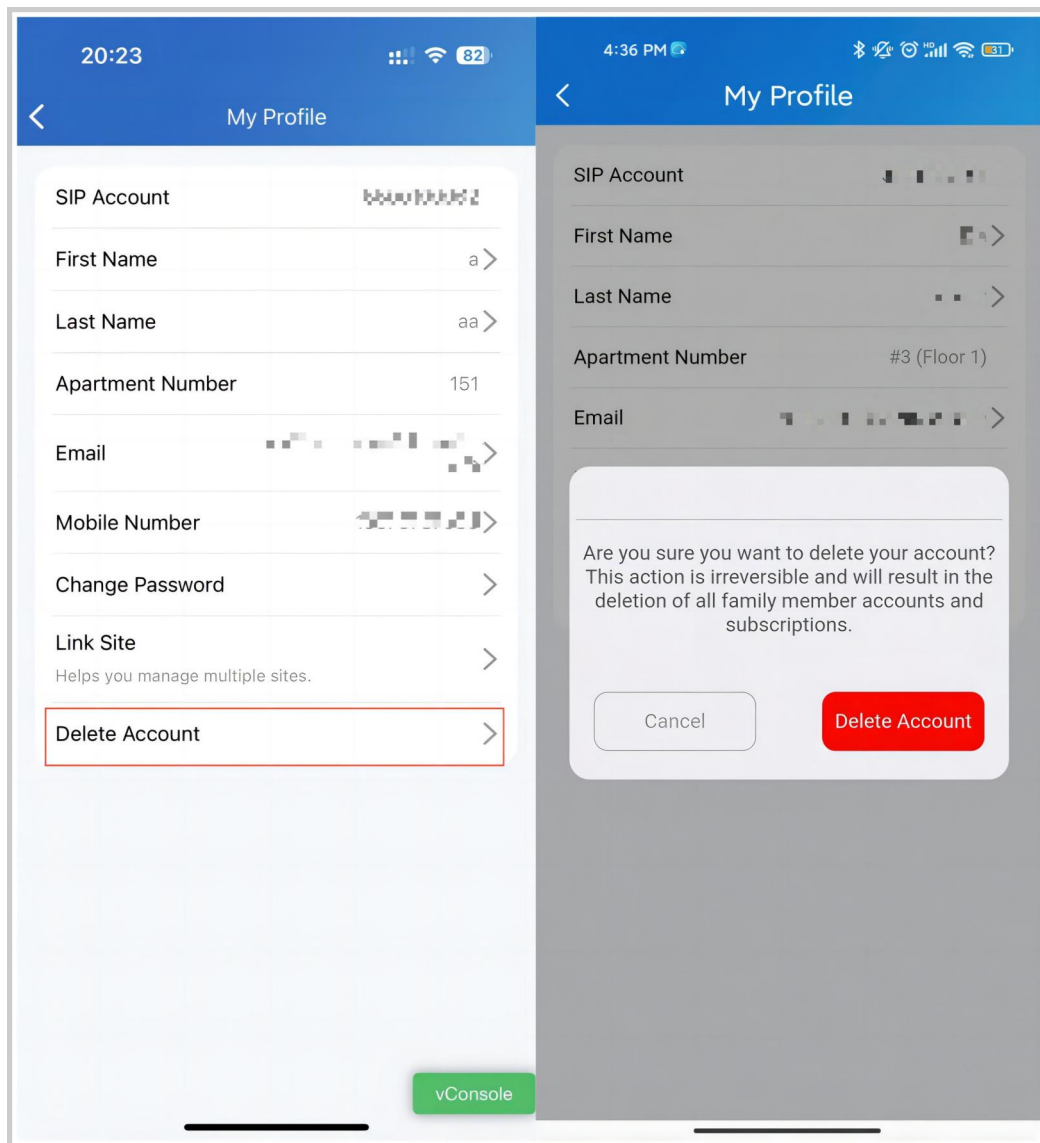 20:23
82
My Profile
SIP Account
First Name
a
Last Name
aa
Apartment Number
151
Email
Mobile Number
Change Password
Link Site
Helps you manage multiple sites.
Delete Account
vConsole
4:36 PM
HD
31
My Profile
SIP Account
First Name
Last Name
Apartment Number
#3 (Floor 1)
Email
Are you sure you want to delete your account?
This action is irreversible and will result in the
deletion of all family member accounts and
subscriptions.
Cancel
Delete Account